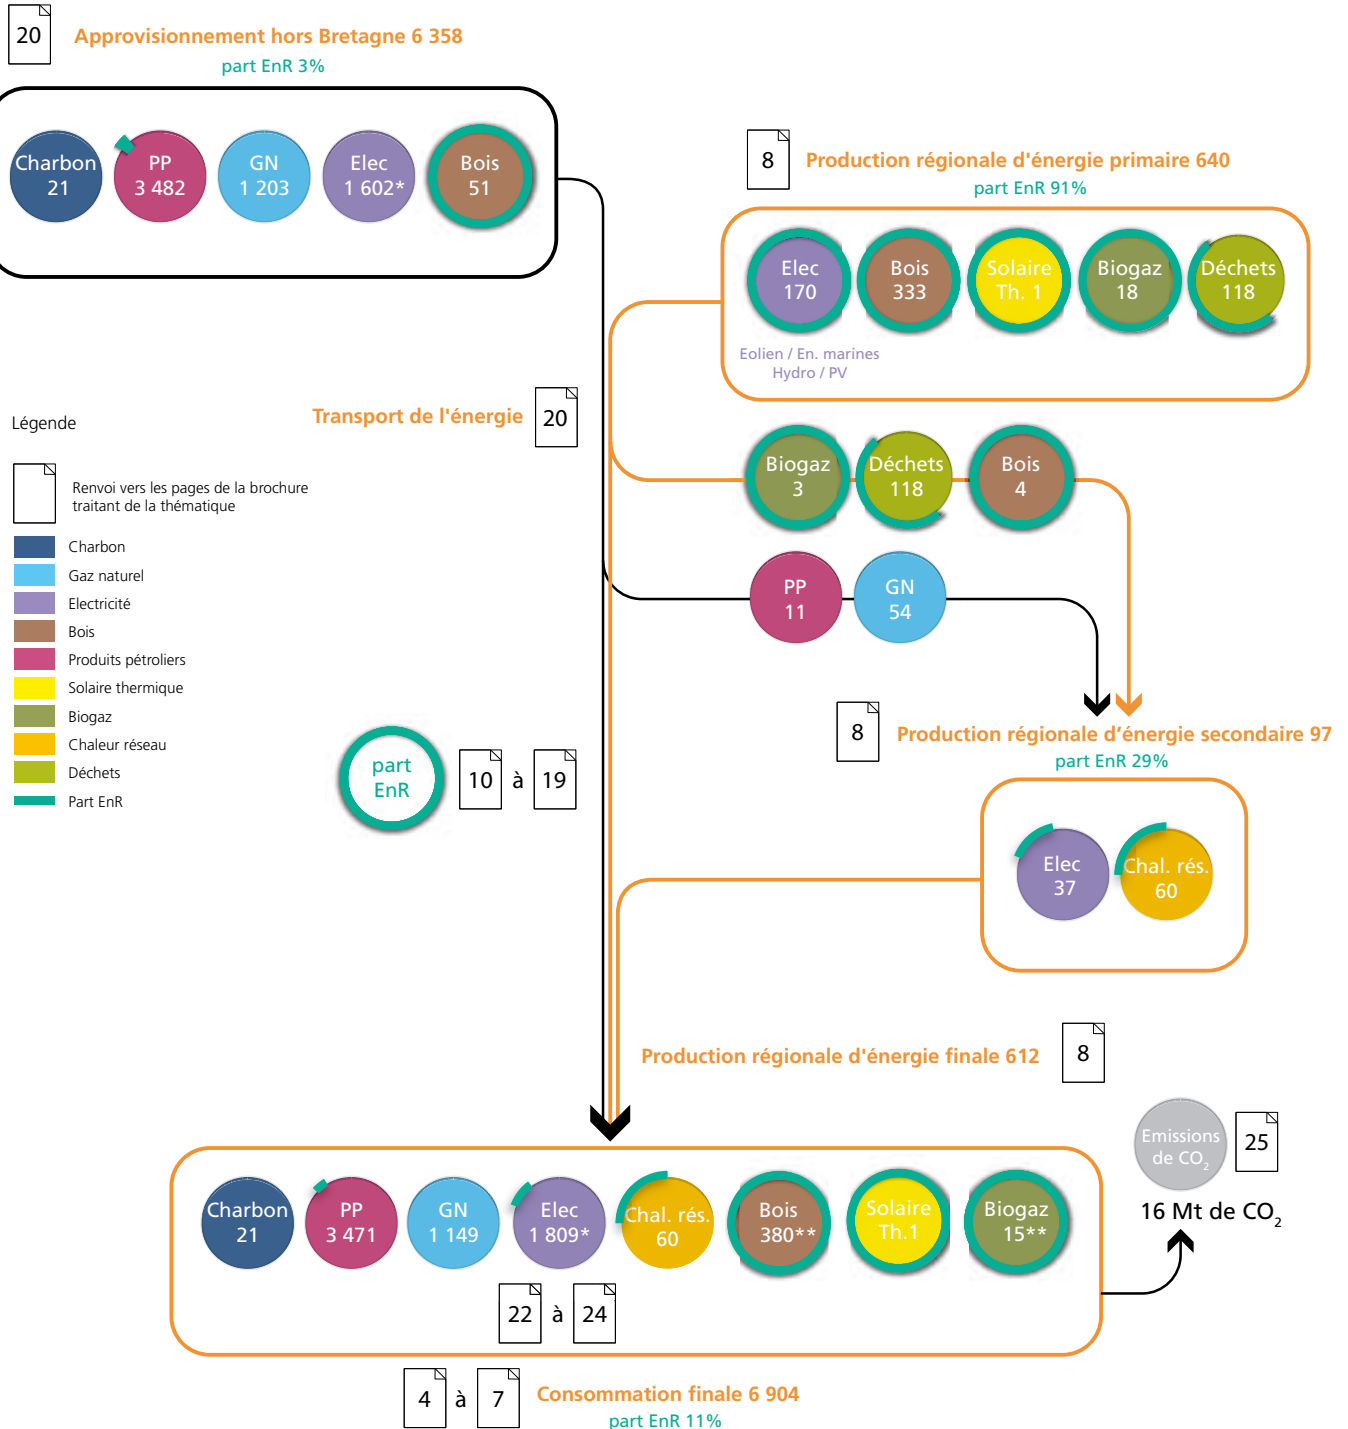 20
Approvisionnement hors Bretagne 6 358
part EnR 3%
Charbon
21
PP
3 482
GN
1 203
Elec
1 602*
Bois
51
8
Production régionale d'énergie primaire 640
part EnR 91%
Elec
170
Bois
333
Solaire
Th. 1
Biogaz
18
Déchets
118
Eolien / En. marines
Hydro / PV
Transport de l'énergie
20
Légende
Renvoi vers les pages de la brochure
traitant de la thématique
Charbon
Gaz naturel
Electricité
Bois
Produits pétroliers
Solaire thermique
Biogaz
Chaleur réseau
Déchets
Part EnR
Biogaz
3
Déchets
118
Bois
4
PP
11
GN
54
part
EnR
10 à 19
8
Production régionale d’énergie secondaire 97
part EnR 29%
Elec
37
Chal. rés.
60
Production régionale d'énergie finale 612
8
Charbon
21
PP
3 471
GN
1 149
Elec
1 809*
Chal. rés.
60
Bois
380**
Solaire
Th.1
Biogaz
15**
22 à 24
Emissions
de CO₂
25
16 Mt de CO₂
4 à 7
Consommation finale 6 904
part EnR 11%